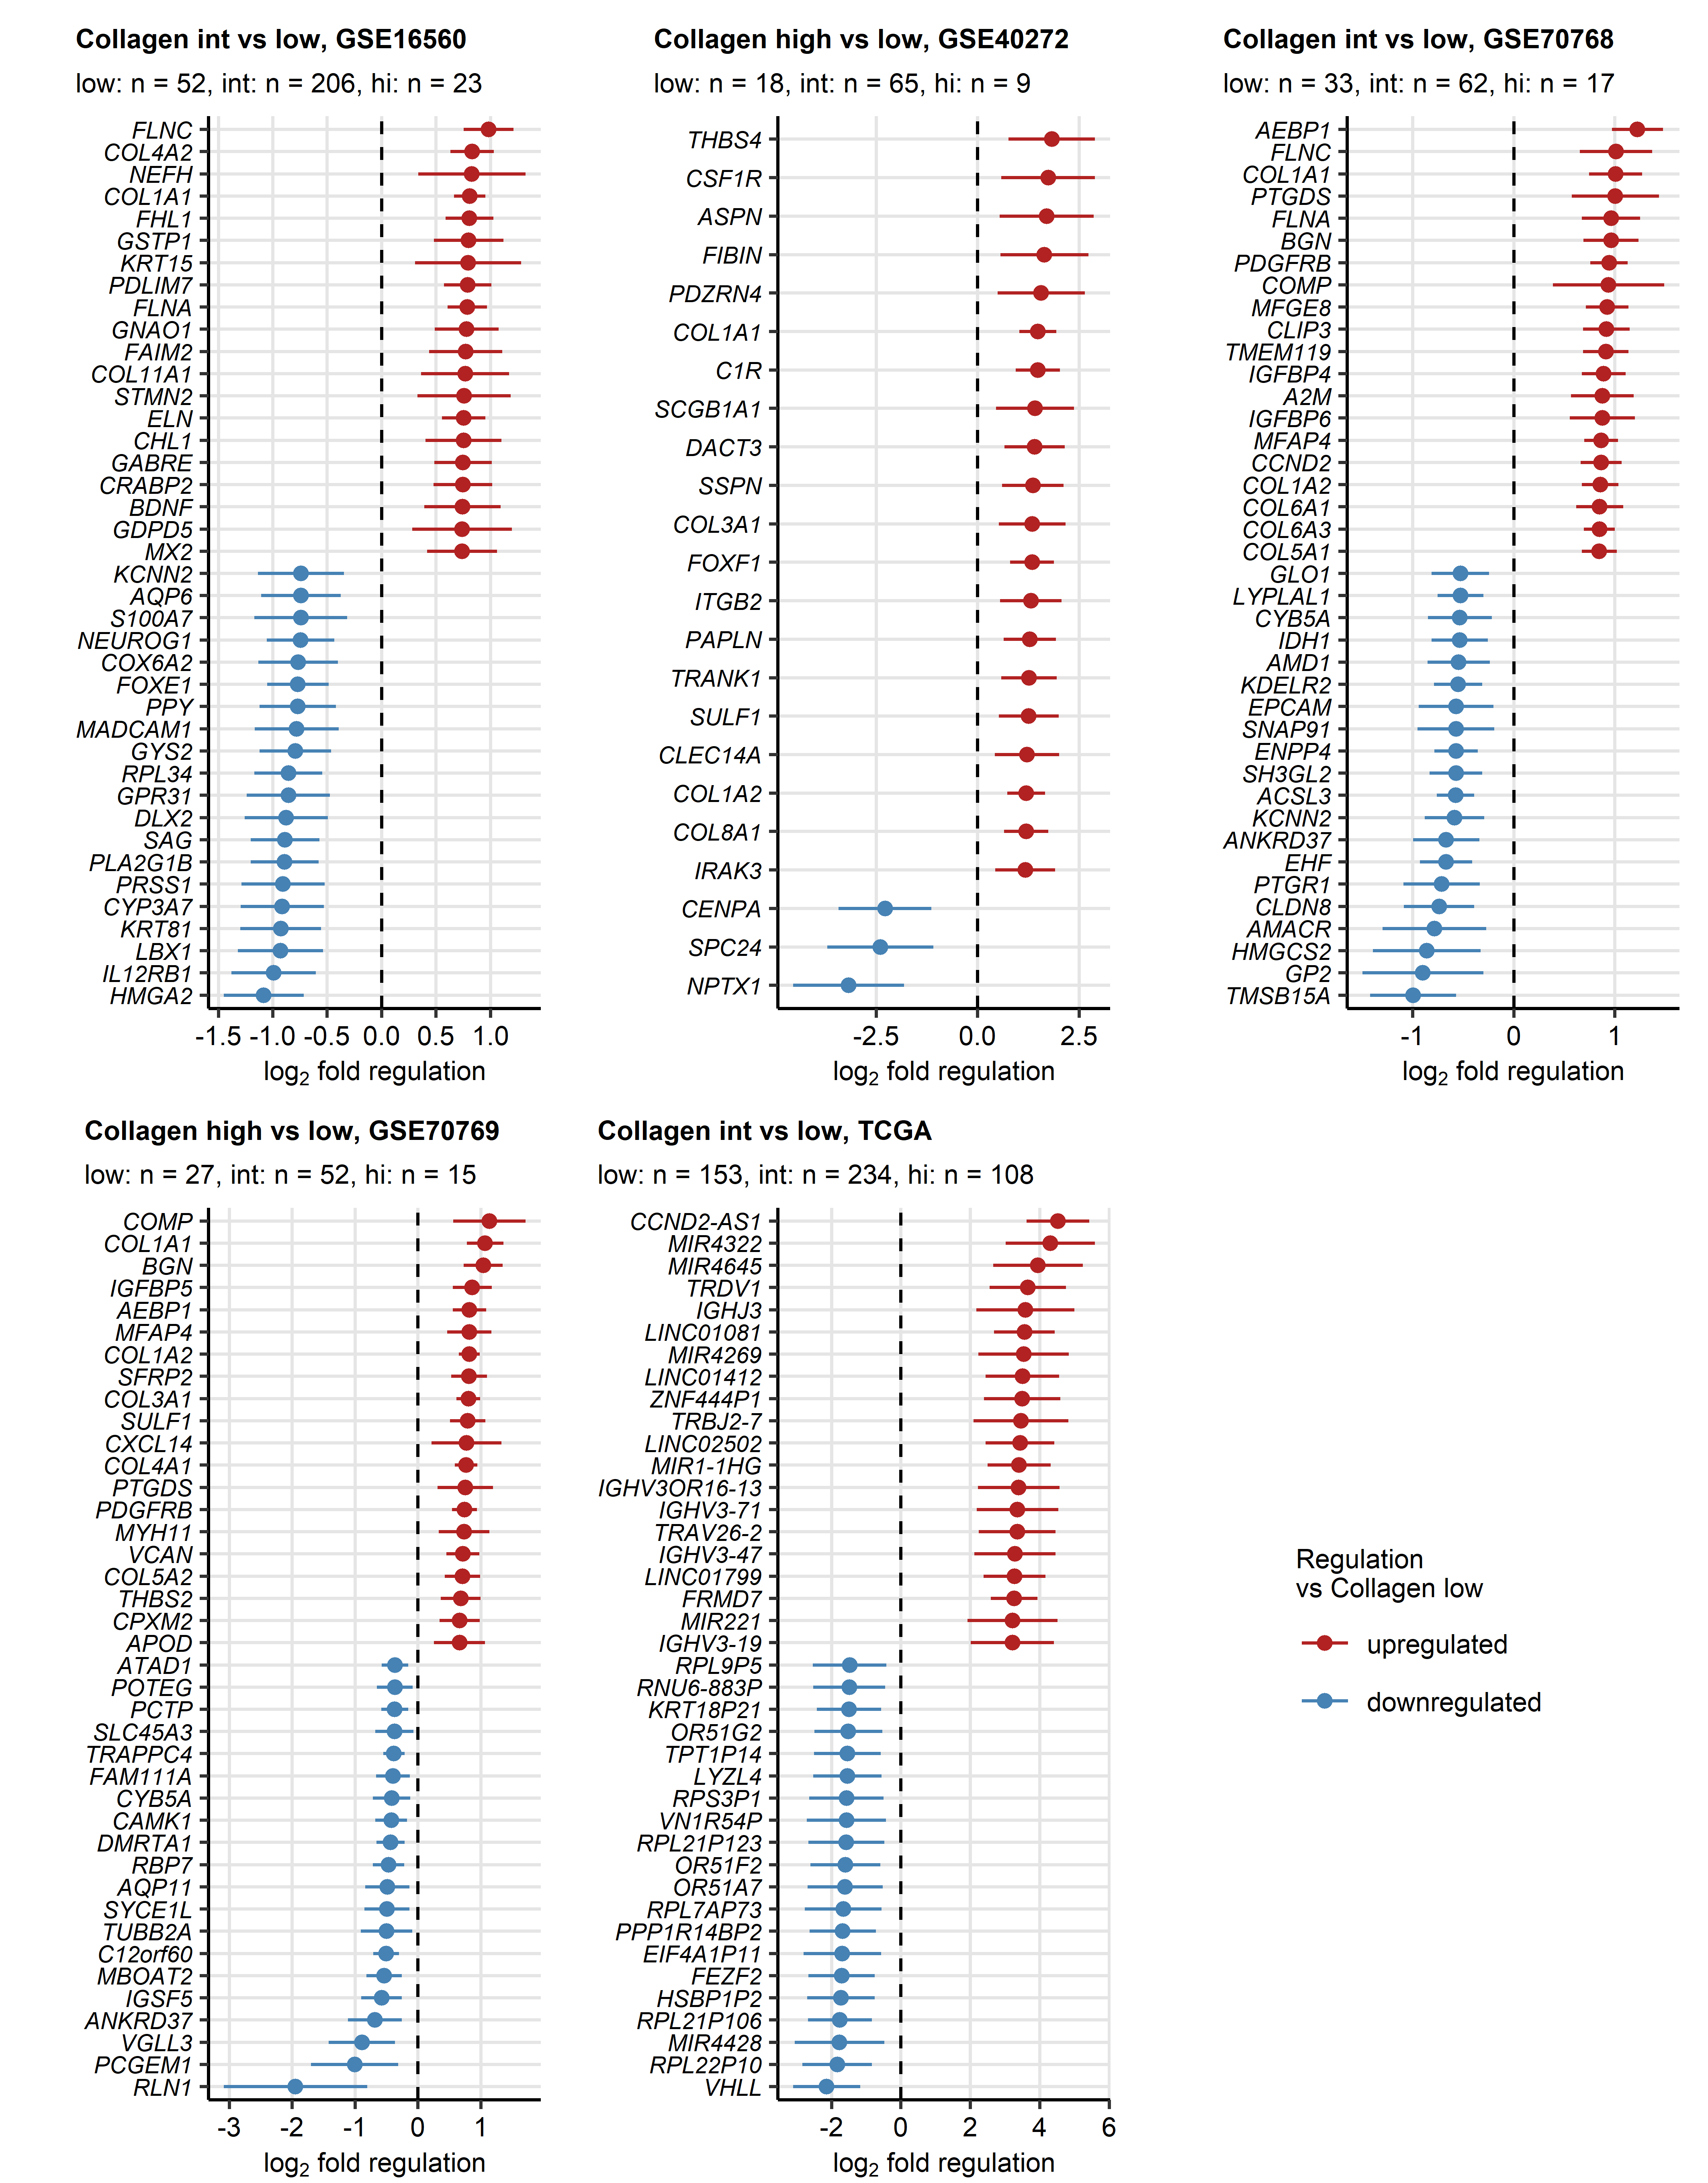 Collagen int vs low, GSE16560
low: n = 52, int: n = 206, hi: n = 23
FLNC
COL4A2
NEFH
COL1A1
FHL1
GSTP1
KRT15
PDLIM7
FLNA
GNAO1
FAIM2
COL11A1
STMN2
ELN
CHL1
GABRE
CRABP2
BDNF
GDPD5
MX2
KCNN2
AQP6
S100A7
NEUROG1
COX6A2
FOXE1
PPY
MADCAM1
GYS2
RPL34
GPR31
DLX2
SAG
PLA2G1B
PRSS1
CYP3A7
KRT81
LBX1
IL12RB1
HMGA2
-1.5 -1.0 -0.5 0.0 0.5 1.0
log2 fold regulation
Collagen high vs low, GSE40272
low: n = 18, int: n = 65, hi: n = 9
THBS4
CSF1R
ASPN
FIBIN
PDZRN4
COL1A1
C1R
SCGB1A1
DACT3
SSPN
COL3A1
FOXF1
ITGB2
PAPLN
TRANK1
SULF1
CLEC14A
COL1A2
COL8A1
IRAK3
CENPA
SPC24
NPTX1
-2.5 0.0 2.5
log2 fold regulation
Collagen int vs low, GSE70768
low: n = 33, int: n = 62, hi: n = 17
AEBP1
FLNC
COL1A1
PTGDS
FLNA
BGN
PDGFRB
COMP
MFGE8
CLIP3
TMEM119
IGFBP4
A2M
IGFBP6
MFAP4
CCND2
COL1A2
COL6A1
COL6A3
COL5A1
GLO1
LYPLAL1
CYB5A
IDH1
AMD1
KDELR2
EPCAM
SNAP91
ENPP4
SH3GL2
ACSL3
KCNN2
ANKRD37
EHF
PTGR1
CLDN8
AMACR
HMGCS2
GP2
TMSB15A
-1 0 1
log2 fold regulation
Collagen high vs low, GSE70769
low: n = 27, int: n = 52, hi: n = 15
COMP
COL1A1
BGN
IGFBP5
AEBP1
MFAP4
COL1A2
SFRP2
COL3A1
SULF1
CXCL14
COL4A1
PTGDS
PDGFRB
MYH11
VCAN
COL5A2
THBS2
CPXM2
APOD
ATAD1
POTEG
PCTP
SLC45A3
TRAPPC4
FAM111A
CYB5A
CAMK1
DMRTA1
RBP7
AQP11
SYCE1L
TUBB2A
C12orf60
MBOAT2
IGSF5
ANKRD37
VGLL3
PCGEM1
RLN1
-3 -2 -1 0 1
log2 fold regulation
Collagen int vs low, TCGA
low: n = 153, int: n = 234, hi: n = 108
CCND2-AS1
MIR4322
MIR4645
TRDV1
IGHJ3
LINC01081
MIR4269
LINC01412
ZNF444P1
TRBJ2-7
LINC02502
MIR1-1HG
IGHV3OR16-13
IGHV3-71
TRAV26-2
IGHV3-47
LINC01799
FRMD7
MIR221
IGHV3-19
RPL9P5
RNU6-883P
KRT18P21
OR51G2
TPT1P14
LYZL4
RPS3P1
VN1R54P
RPL21P123
OR51F2
OR51A7
RPL7AP73
PPP1R14BP2
EIF4A1P11
FEZF2
HSBP1P2
RPL21P106
MIR4428
RPL22P10
VHLL
-2 0 2 4 6
log2 fold regulation
Regulation
vs Collagen low
upregulated
downregulated